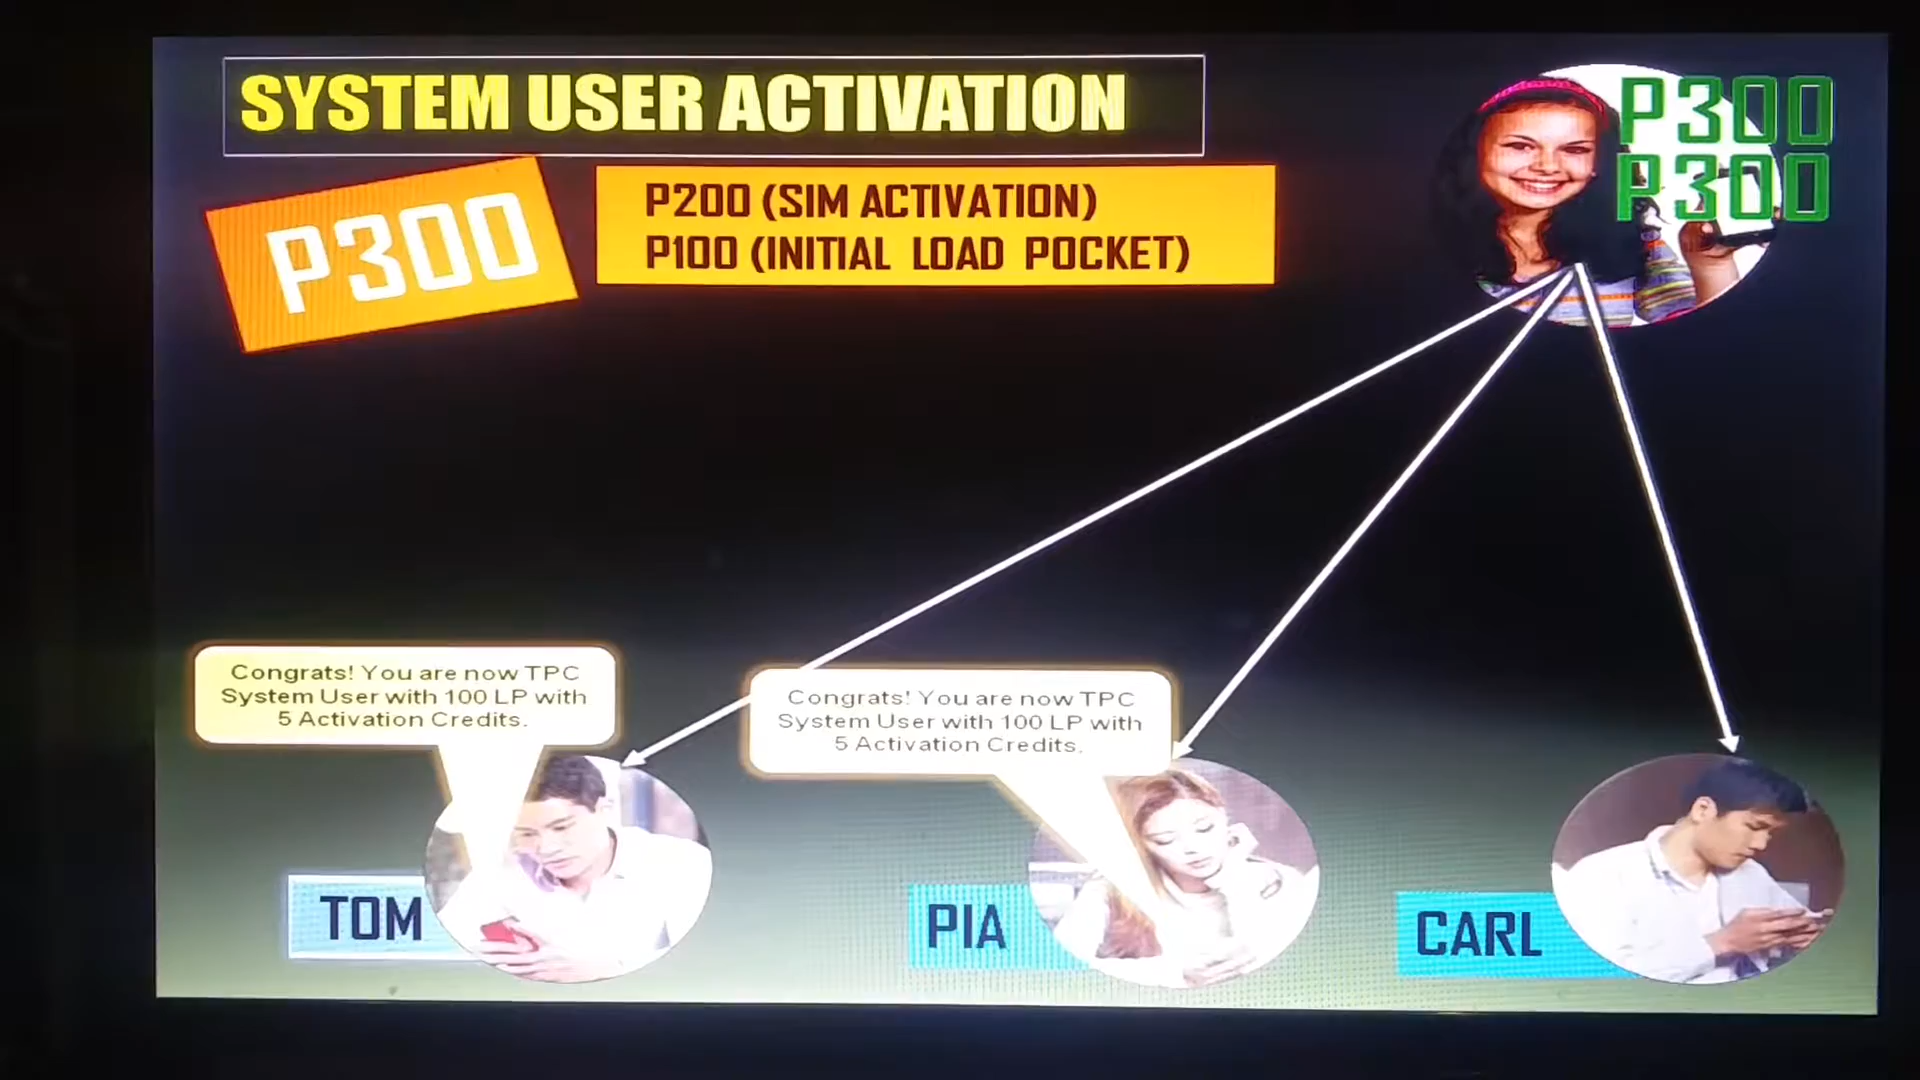 SYSTEM USER ACTIVATION
P300
P200 (SIM ACTIVATION)
P100 (INITIAL LOAD POCKET)
P300
P300
Congrats! You are now TPC
System User with 100 LP with
5 Activation Credits.
Congrats! You are now TPC
System User with 100 LP with
5 Activation Credits.
TOM
PIA
CARL